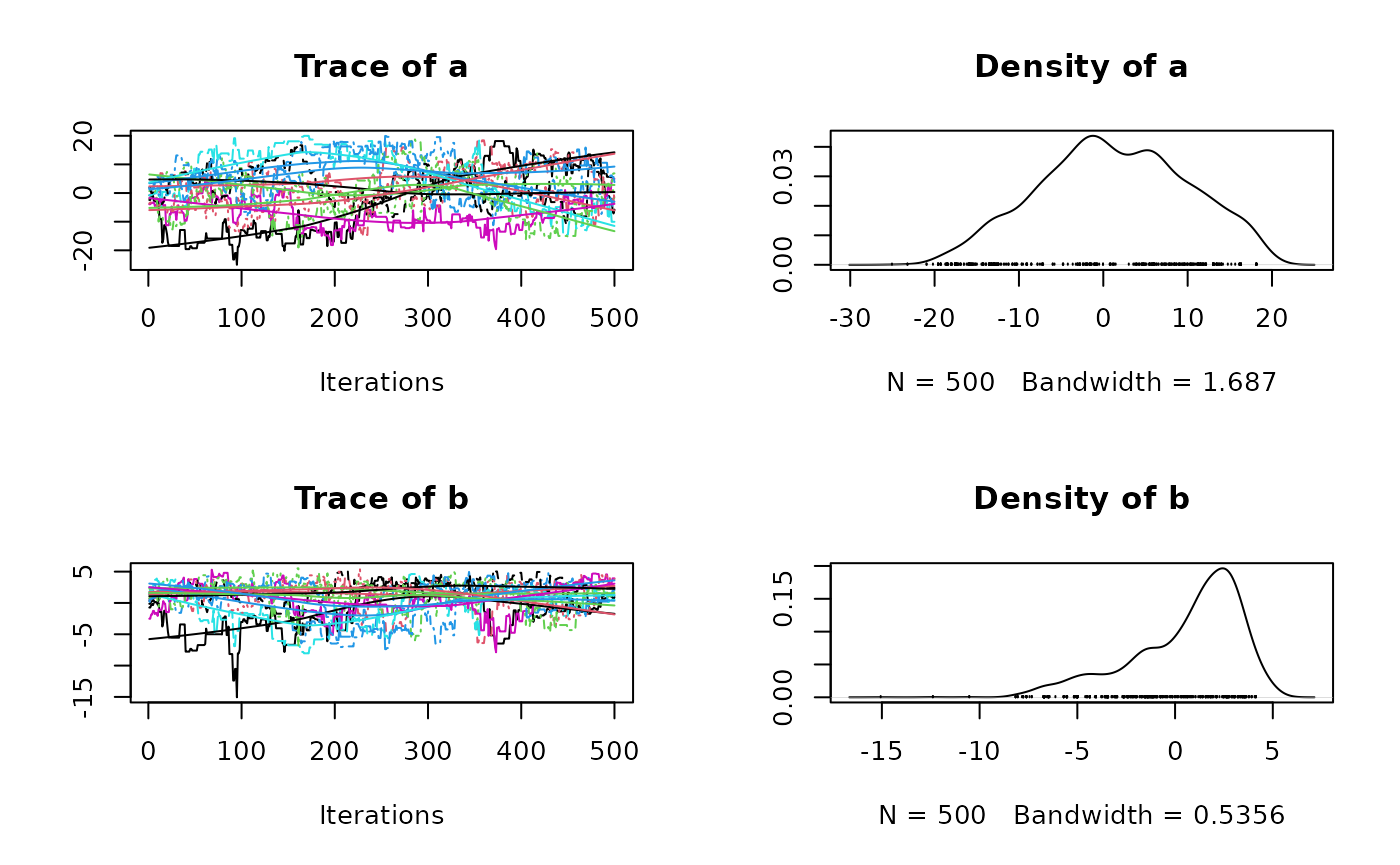 Trace of a
20
0
-20
0 100 200 300 400 500
Iterations
Density of a
0.03
0.00
-30 -20 -10 0 10 20
N = 500 Bandwidth = 1.687
Trace of b
5
-5
-15
0 100 200 300 400 500
Iterations
Density of b
0.15
0.00
-15 -10 -5 0 5
N = 500 Bandwidth = 0.5356